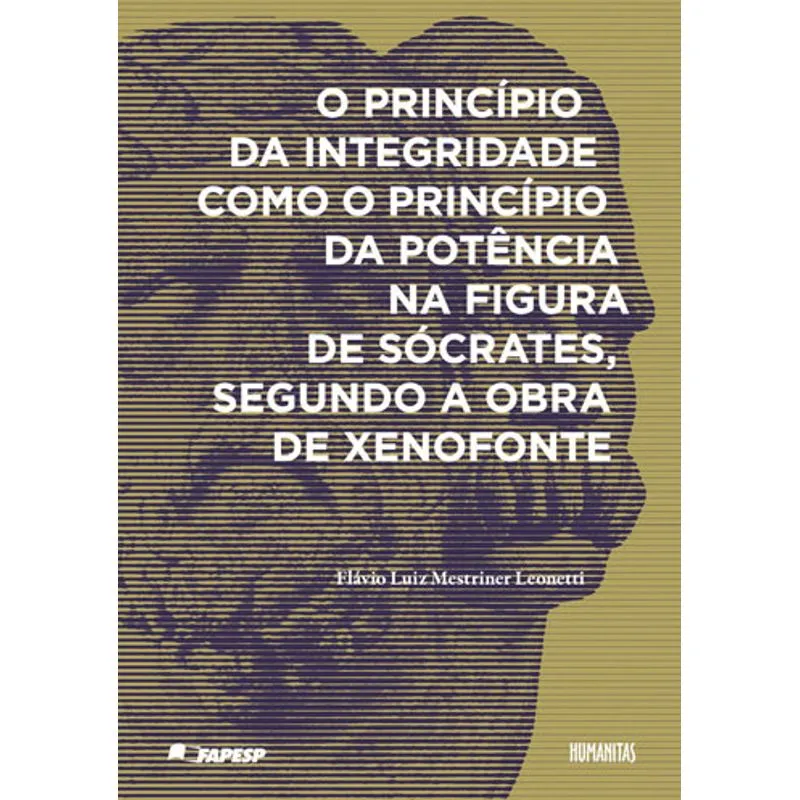 O PRINCÍPIO
DA INTEGRIDADE
COMO O PRINCÍPIO
DA POTÊNCIA
NA FIGURA
DE SÓCRATES,
SEGUNDO A OBRA
DE XENOFONTE
Flávio Luiz Mestriner Leonetti
FAPESP
HUMANITAS